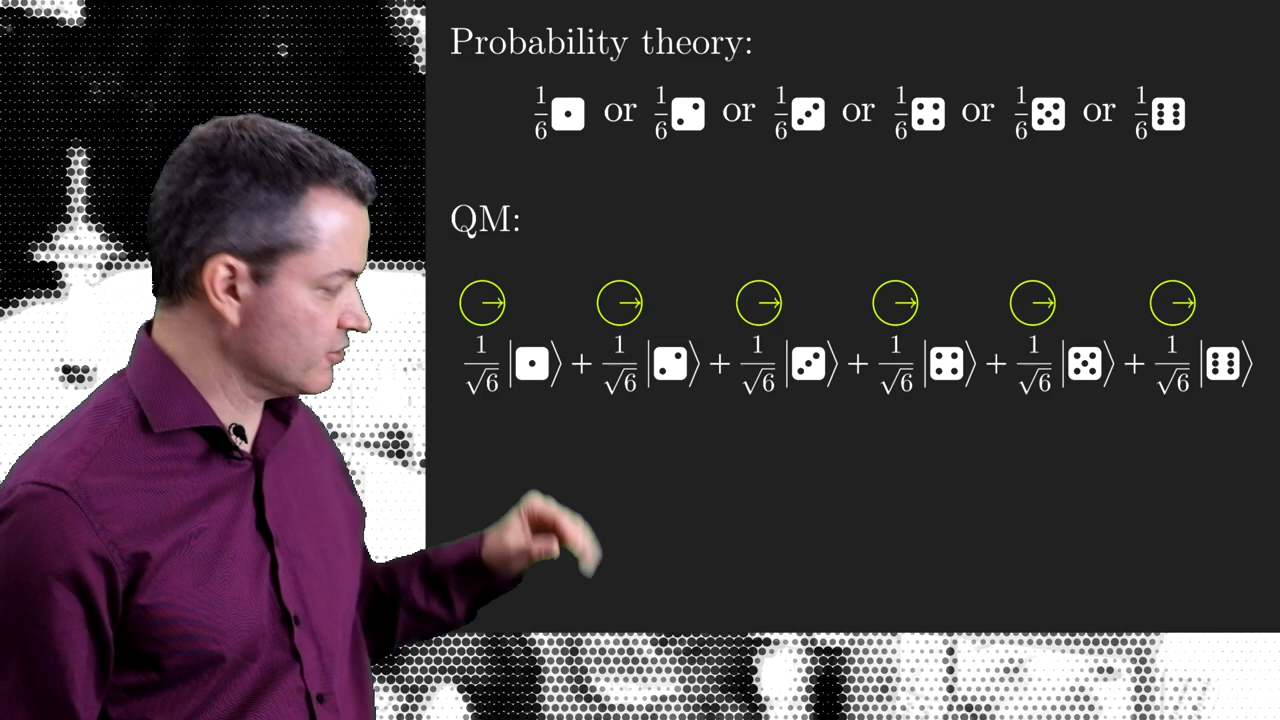 Probability theory:
1/6 ⚀ or 1/6 ⚁ or 1/6 ⚂ or 1/6 ⚃ or 1/6 ⚄ or 1/6 ⚅
QM:
1/√6 |⚀⟩ + 1/√6 |⚁⟩ + 1/√6 |⚂⟩ + 1/√6 |⚃⟩ + 1/√6 |⚄⟩ + 1/√6 |⚅⟩